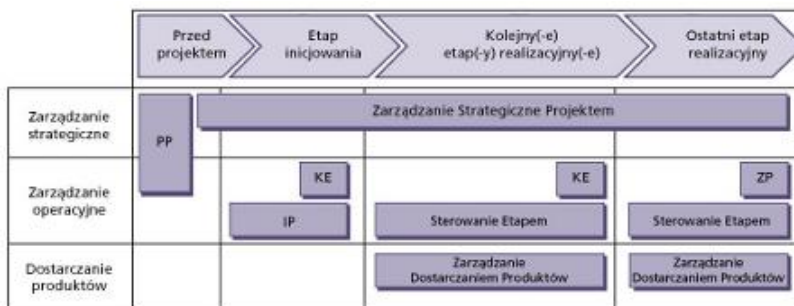 Przed
projektem
Etap
inicjowania
Kolejny(-e)
etap(-y) realizacyjny(-e)
Ostatni etap
realizacyjny
Zarządzanie
strategiczne
PP
Zarządzanie Strategiczne Projektem
Zarządzanie
operacyjne
KE
KE
ZP
IP
Sterowanie Etapem
Sterowanie Etapem
Dostarczanie
produktów
Zarządzanie
Dostarczaniem Produktów
Zarządzanie
Dostarczaniem Produktów